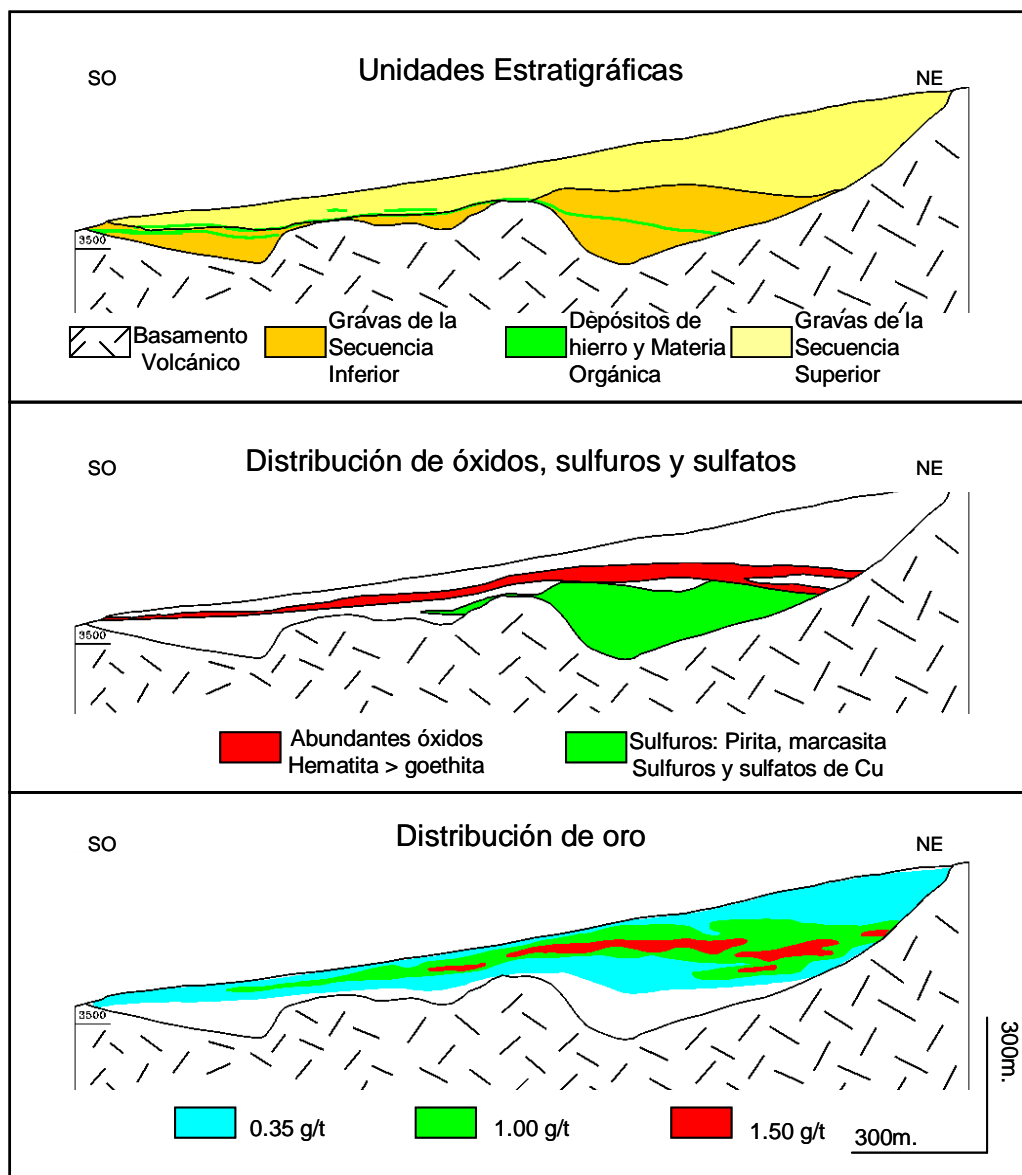 Unidades Estratigráficas
SO
NE
3500
Basamento
Volcánico
Gravas de la
Secuencia
Inferior
Depósitos de
hierro y Materia
Orgánica
Gravas de la
Secuencia
Superior
Distribución de óxidos, sulfuros y sulfatos
SO
NE
3500
Abundantes óxidos
Hematita > goethita
Sulfuros: Pirita, marcasita
Sulfuros y sulfatos de Cu
Distribución de oro
SO
NE
3500
0.35 g/t
1.00 g/t
1.50 g/t
300m.
300m.